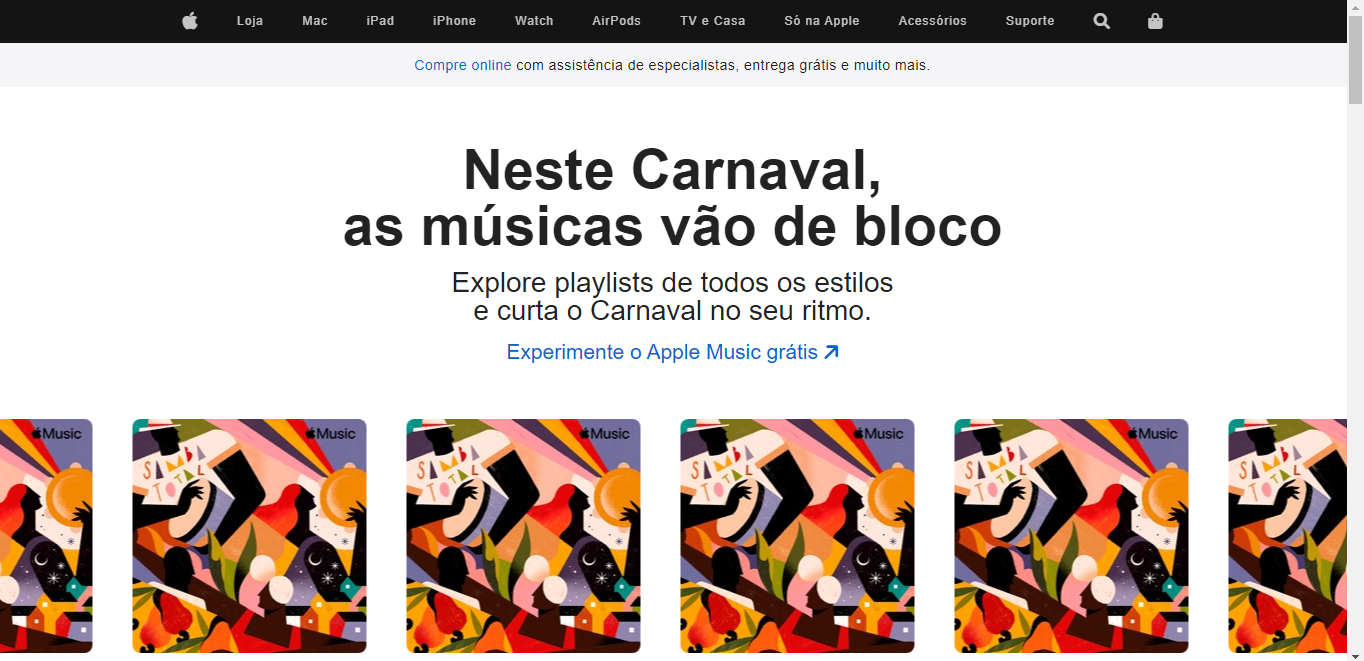 Loja Mac iPad iPhone Watch AirPods TV e Casa Só na Apple Acessórios Suporte
Compre online com assistência de especialistas, entrega grátis e muito mais.
Neste Carnaval,
as músicas vão de bloco
Explore playlists de todos os estilos
e curta o Carnaval no seu ritmo.
Experimente o Apple Music grátis
Music
Music
SAMBA
TOTAL
Music
SAMBA
TOTAL
Music
SAMBA
TOTAL
Music
SAMBA
TOTAL
SAMBA
TOTAL